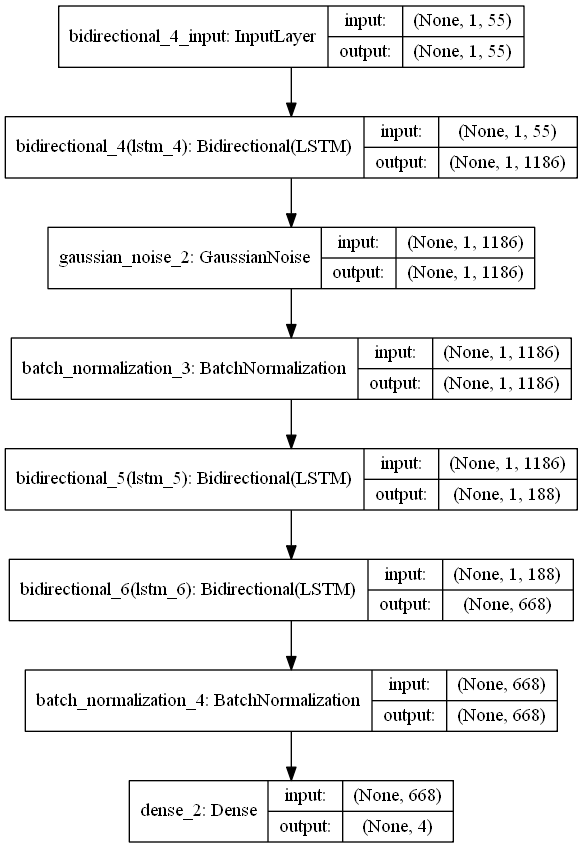 bidirectional_4_input: InputLayer
input: (None, 1, 55)
output: (None, 1, 55)
bidirectional_4(lstm_4): Bidirectional(LSTM)
input: (None, 1, 55)
output: (None, 1, 1186)
gaussian_noise_2: GaussianNoise
input: (None, 1, 1186)
output: (None, 1, 1186)
batch_normalization_3: BatchNormalization
input: (None, 1, 1186)
output: (None, 1, 1186)
bidirectional_5(lstm_5): Bidirectional(LSTM)
input: (None, 1, 1186)
output: (None, 1, 188)
bidirectional_6(lstm_6): Bidirectional(LSTM)
input: (None, 1, 188)
output: (None, 668)
batch_normalization_4: BatchNormalization
input: (None, 668)
output: (None, 668)
dense_2: Dense
input: (None, 668)
output: (None, 4)